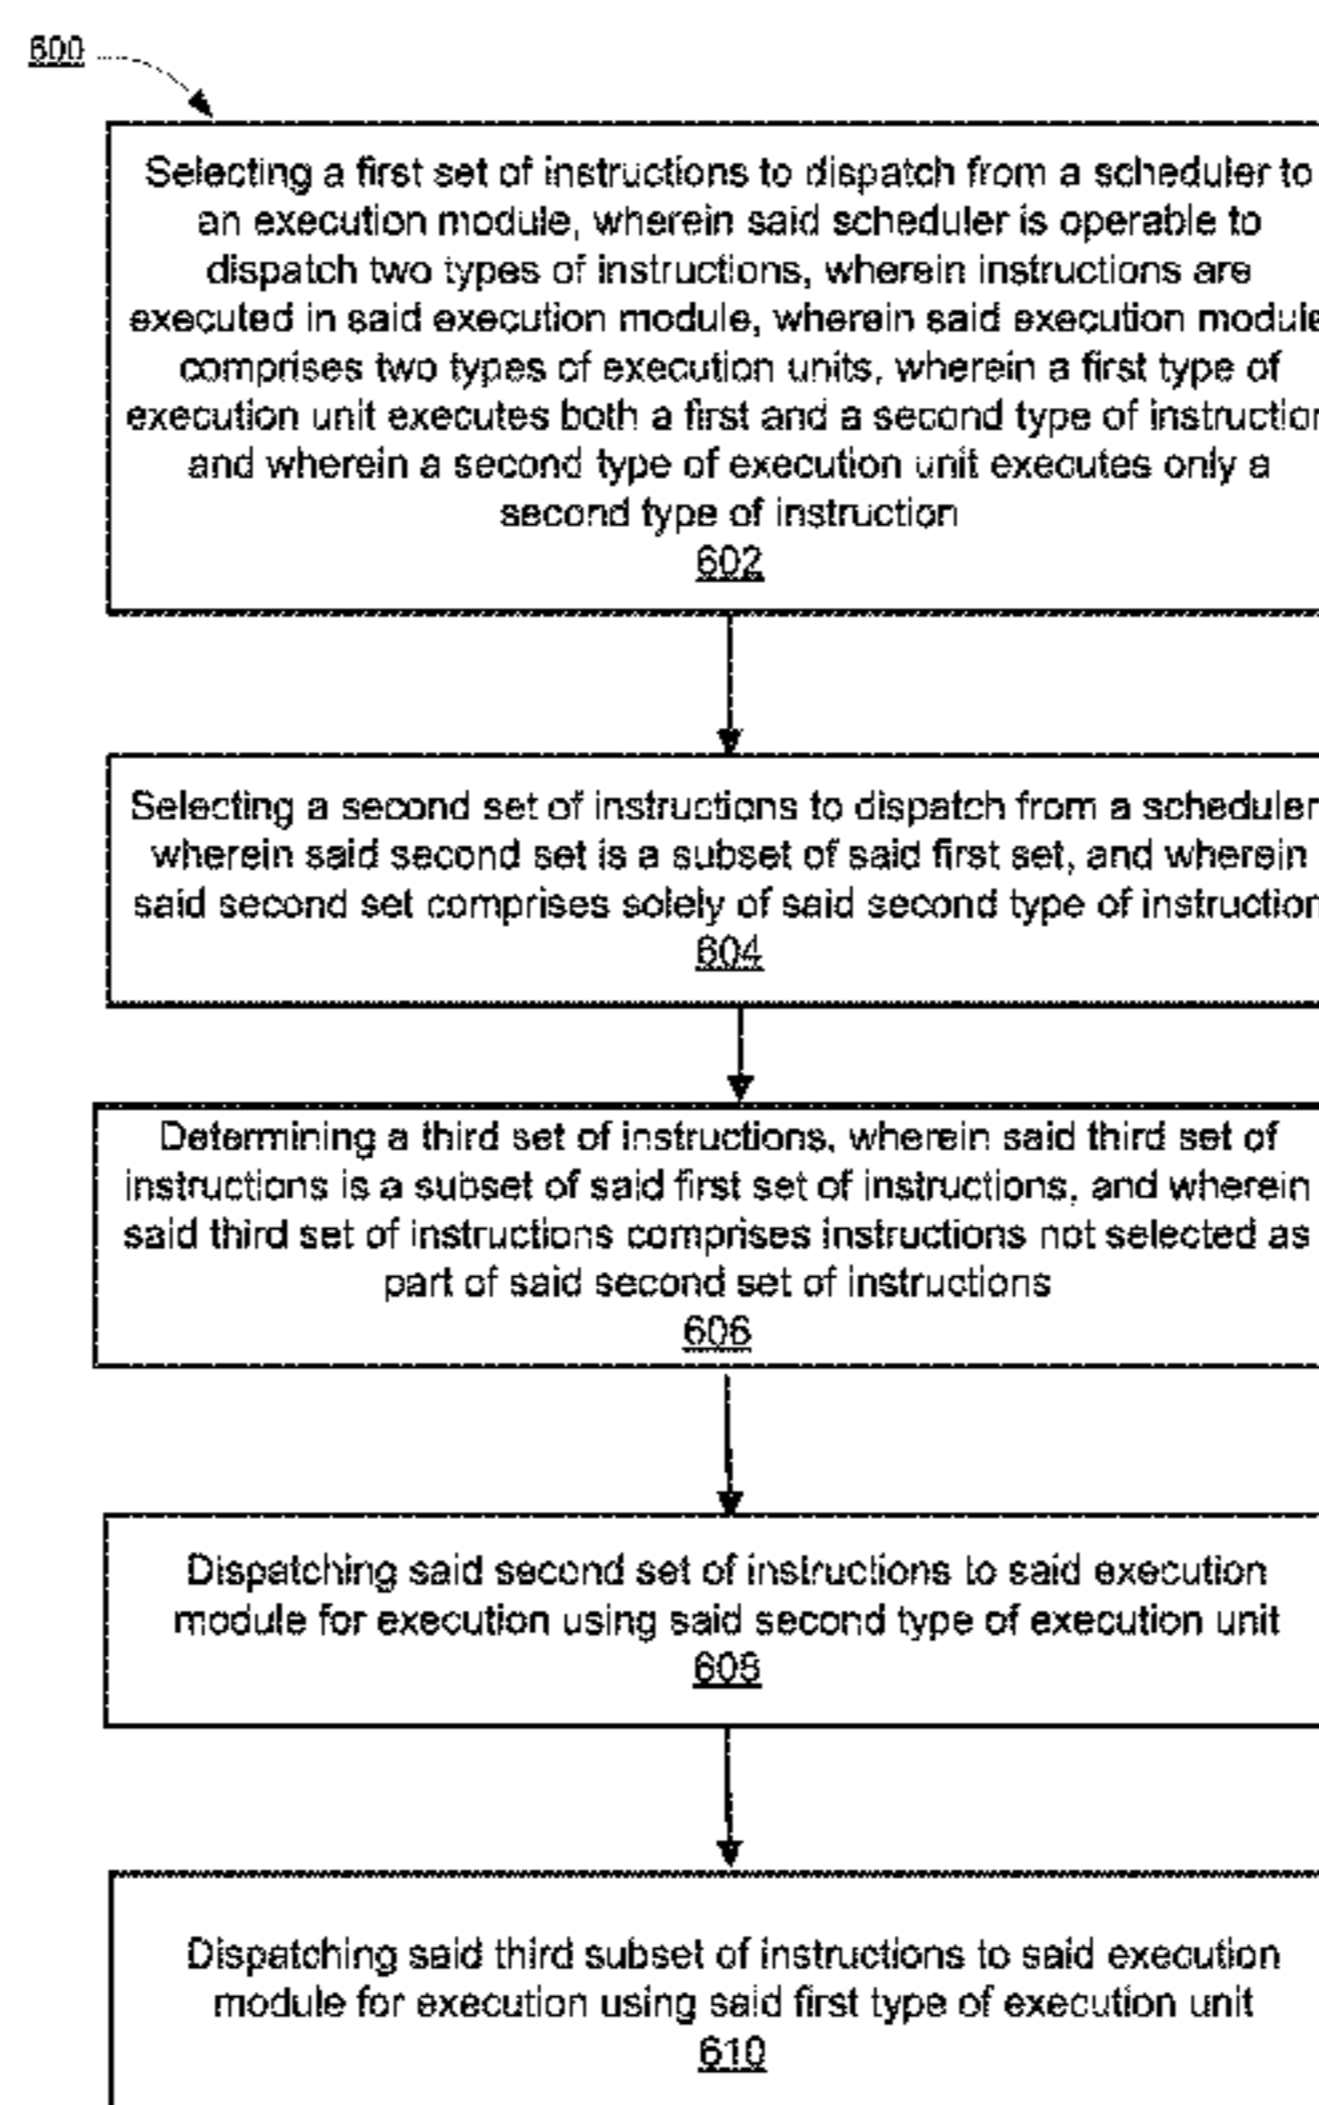 600
Selecting a first set of instructions to dispatch from a scheduler to
an execution module, wherein said scheduler is operable to
dispatch two types of instructions, wherein instructions are
executed in said execution module, wherein said execution module
comprises two types of execution units, wherein a first type of
execution unit executes both a first and a second type of instruction
and wherein a second type of execution unit executes only a
second type of instruction
602
Selecting a second set of instructions to dispatch from a scheduler
wherein said second set is a subset of said first set, and wherein
said second set comprises solely of said second type of instruction
604
Determining a third set of instructions, wherein said third set of
instructions is a subset of said first set of instructions, and wherein
said third set of instructions comprises instructions not selected as
part of said second set of instructions
606
Dispatching said second set of instructions to said execution
module for execution using said second type of execution unit
608
Dispatching said third subset of instructions to said execution
module for execution using said first type of execution unit
610